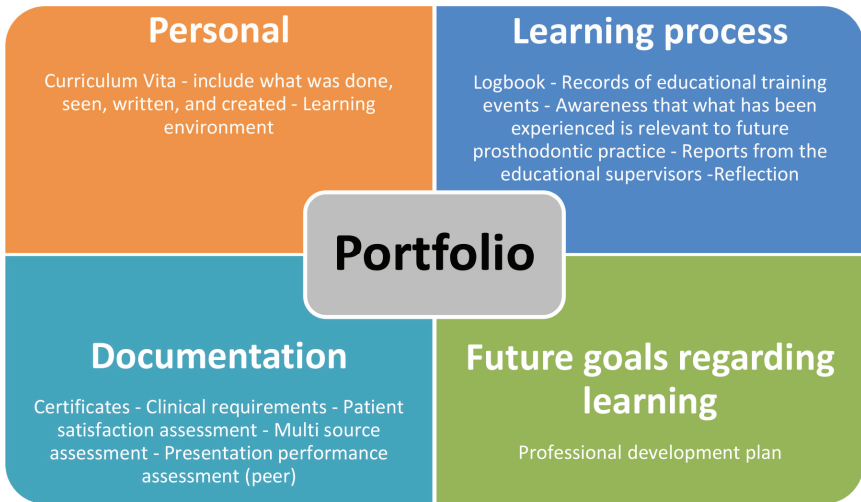 Personal
Curriculum Vita - include what was done,
seen, written, and created - Learning
environment
Learning process
Logbook - Records of educational training
events - Awareness that what has been
experienced is relevant to future
prosthodontic practice - Reports from the
educational supervisors -Reflection
Portfolio
Documentation
Certificates - Clinical requirements - Patient
satisfaction assessment - Multi source
assessment - Presentation performance
assessment (peer)
Future goals regarding
learning
Professional development plan